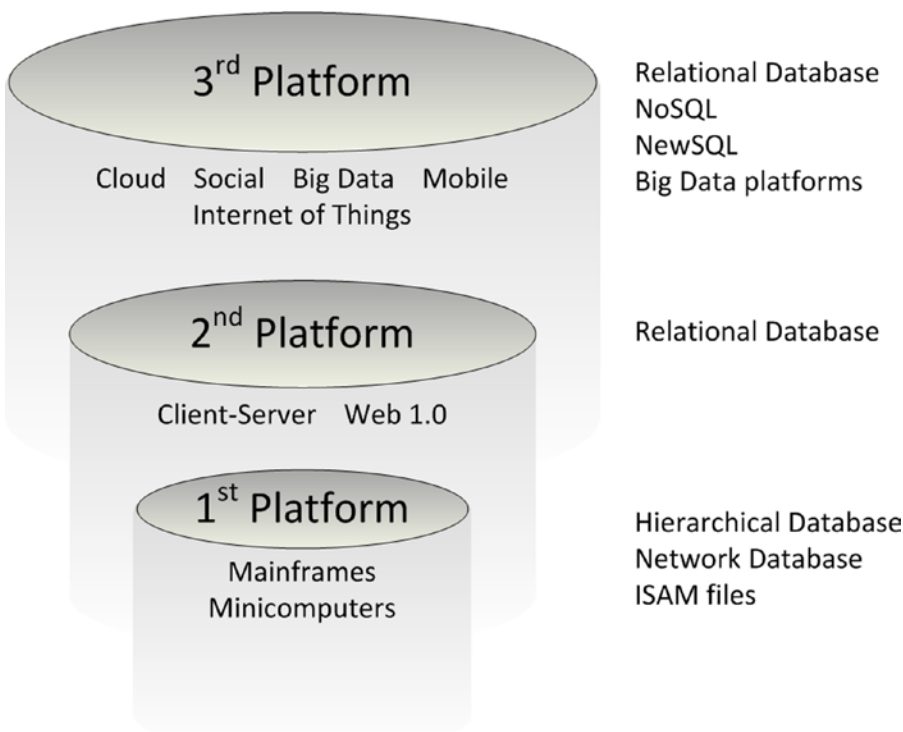 3rd Platform
Relational Database
NoSQL
NewSQL
Big Data platforms
Cloud Social Big Data Mobile
Internet of Things
2nd Platform
Relational Database
Client-Server Web 1.0
1st Platform
Hierarchical Database
Network Database
ISAM files
Mainframes
Minicomputers